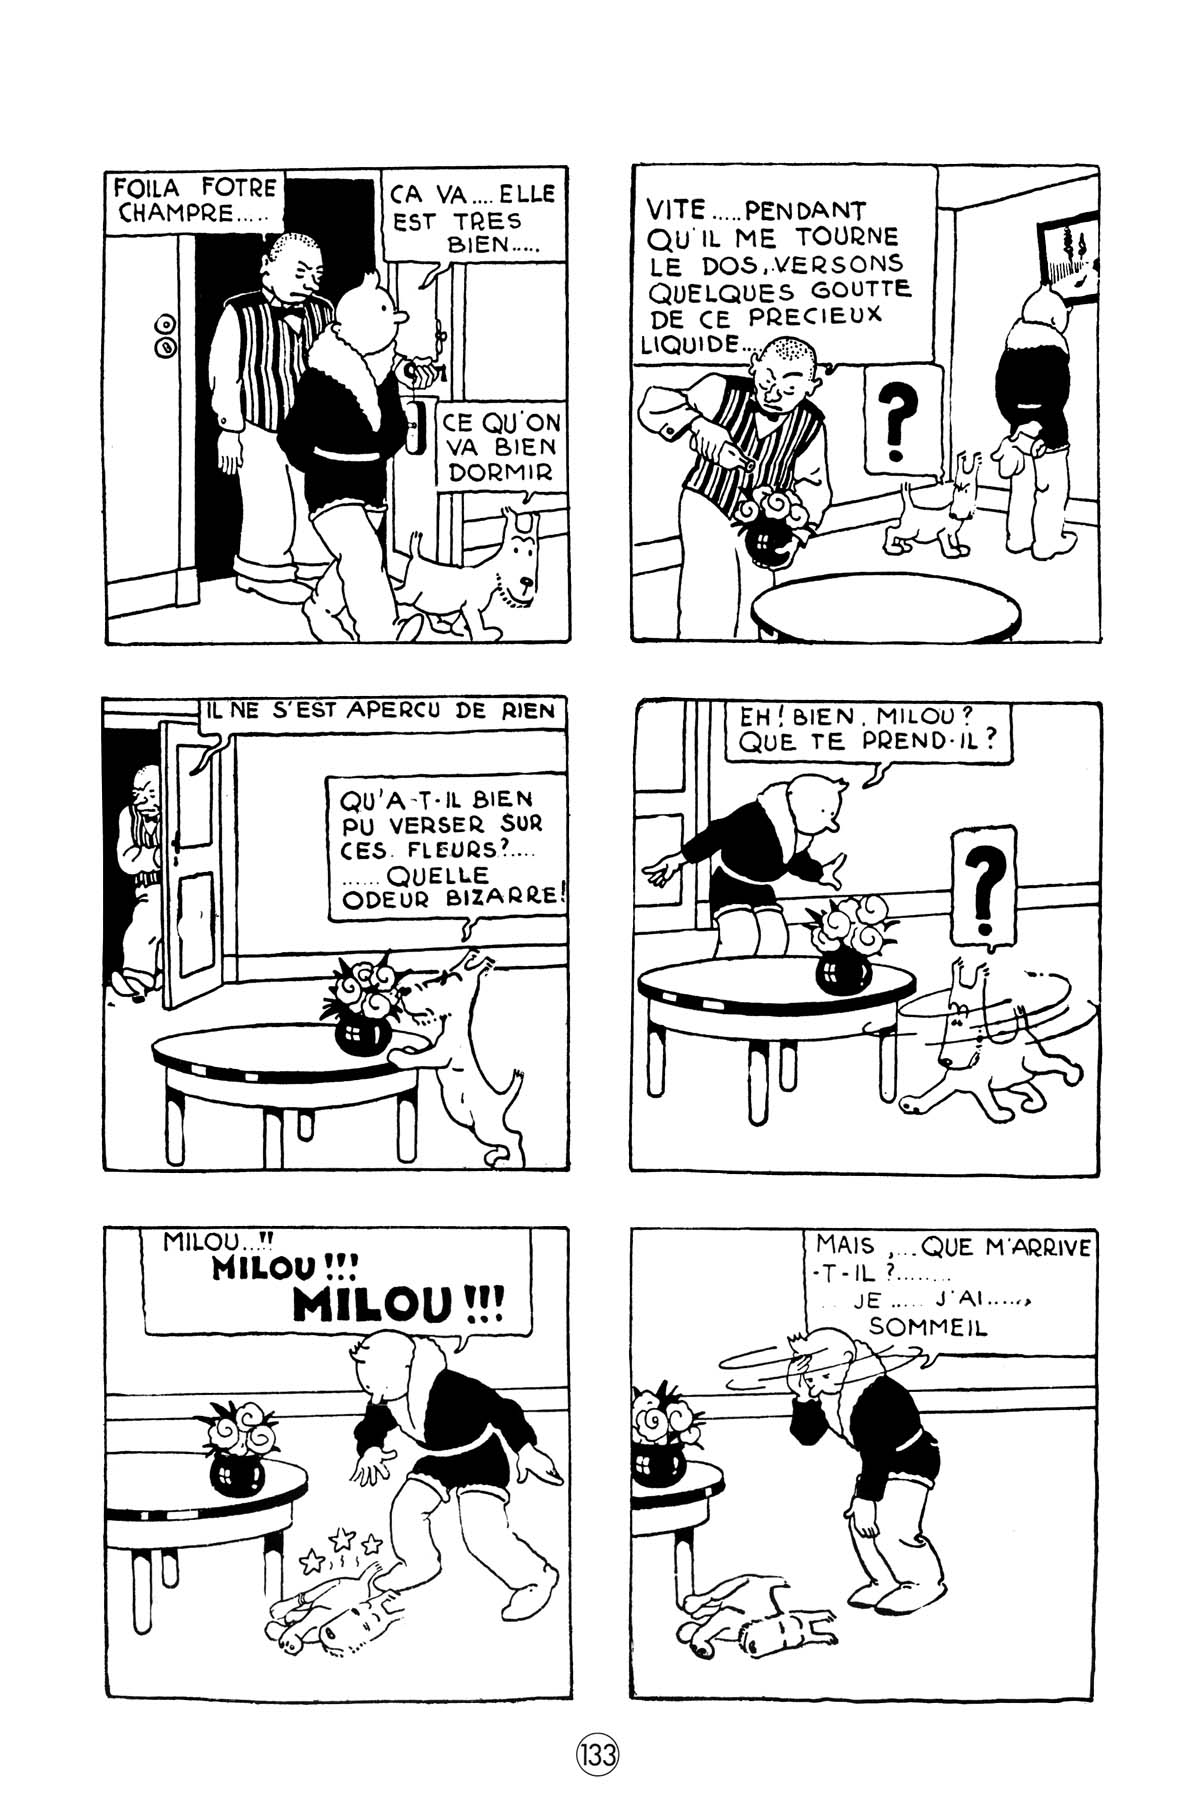 FOILA FOTRE
CHAMPRE.....
CA VA....ELLE
EST TRES
BIEN.....
CE QU'ON
VA BIEN
DORMIR
VITE.....PENDANT
QU'IL ME TOURNE
LE DOS,.VERSONS
QUELQUES GOUTTE
DE CE PRECIEUX
LIQUIDE....
?
IL NE S'EST APERCU DE RIEN
QU'A-T-IL BIEN
PU VERSER SUR
CES. FLEURS?....
......QUELLE
ODEUR BIZARRE!
EH! BIEN, MILOU?
QUE TE PREND-IL?
?
MILOU...!!
MILOU!!!
MILOU!!!
MAIS,...QUE M'ARRIVE
-T-IL?........
... JE ..... J'AI.....,
SOMMEIL
133